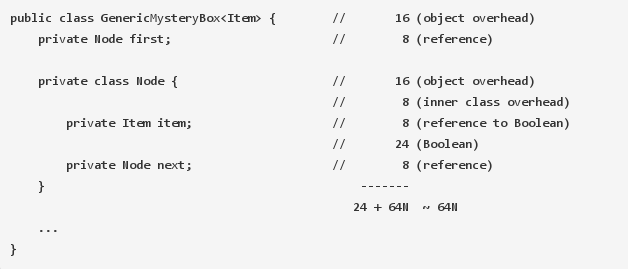 public class GenericMysteryBox<Item> {        //       16 (object overhead)
    private Node first;                       //        8 (reference)
    private class Node {                      //       16 (object overhead)
                                              //        8 (inner class overhead)
        private Item item;                    //        8 (reference to Boolean)
                                              //       24 (Boolean)
        private Node next;                    //        8 (reference)
    }                                             -------
                                                 24 + 64N  ~ 64N
    ...
}